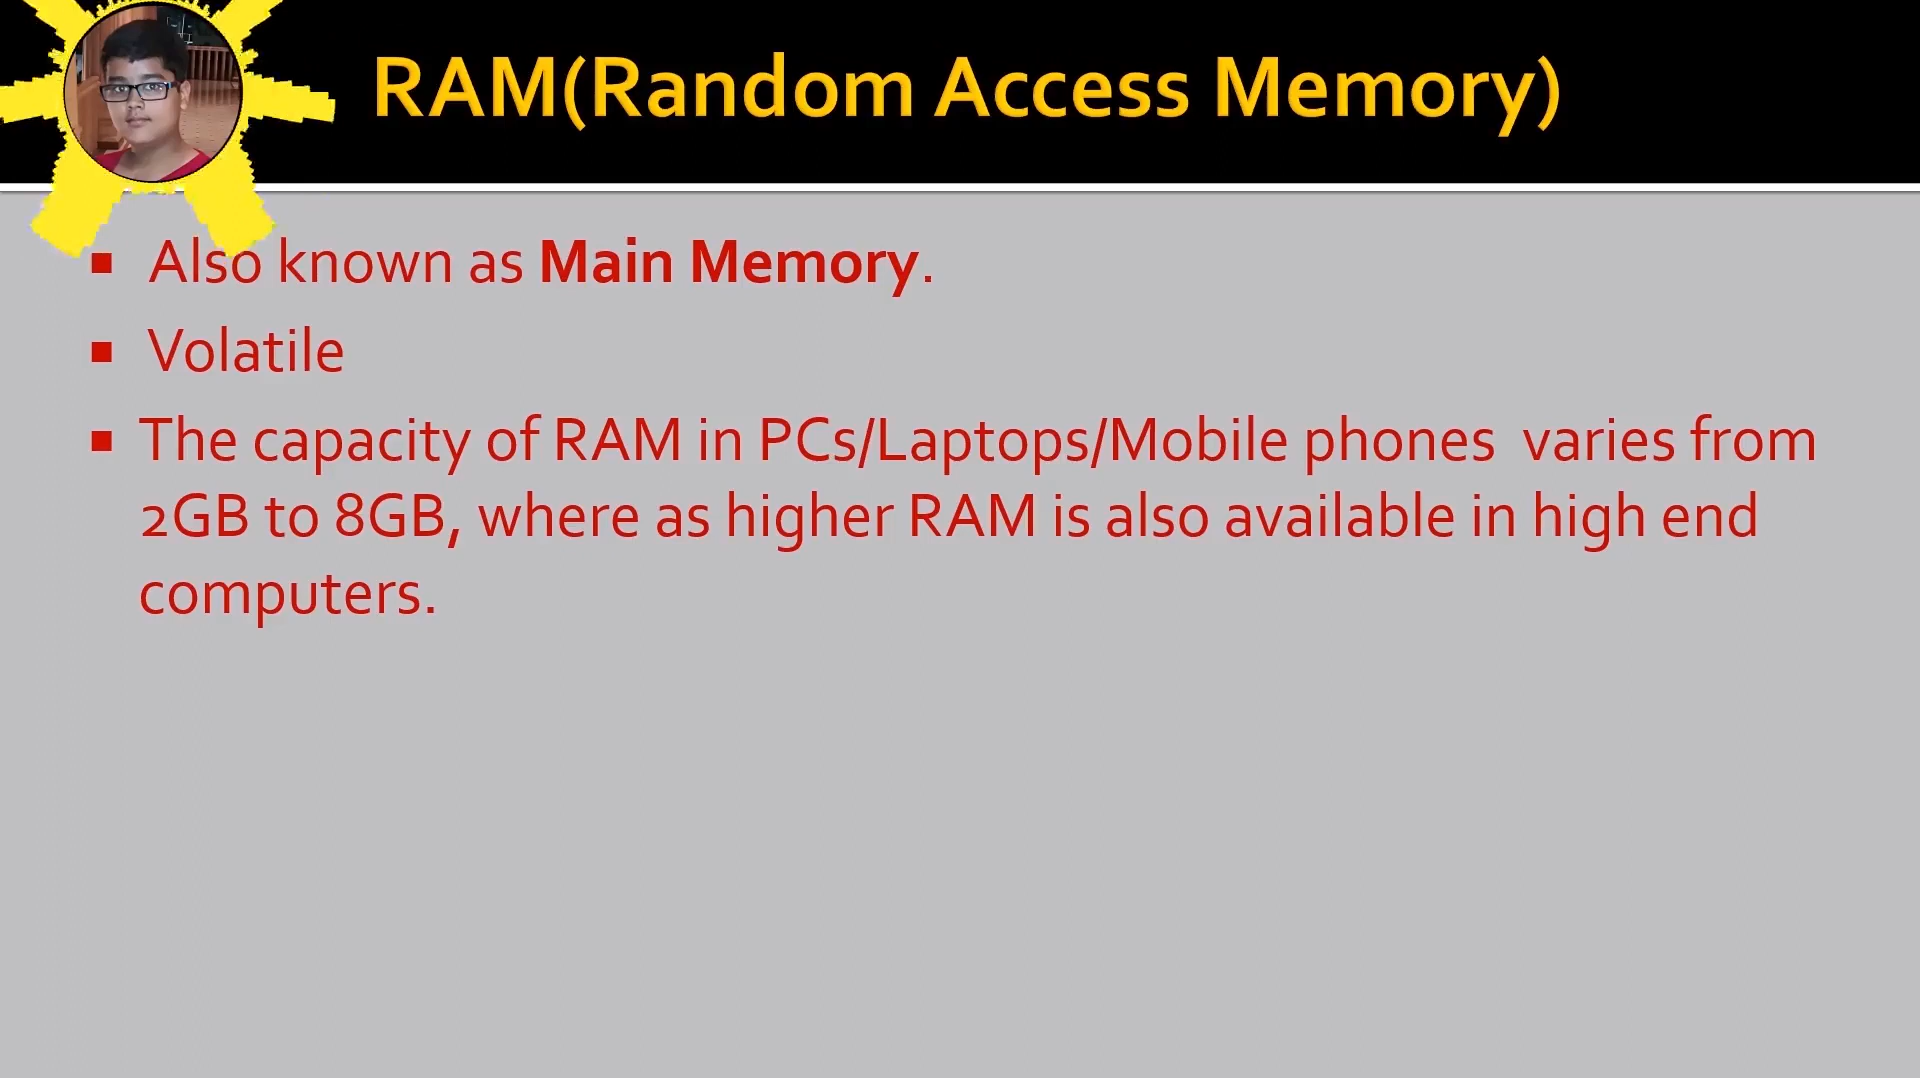 RAM(Random Access Memory)
Also known as Main Memory.
Volatile
The capacity of RAM in PCs/Laptops/Mobile phones  varies from
2GB to 8GB, where as higher RAM is also available in high end
computers.